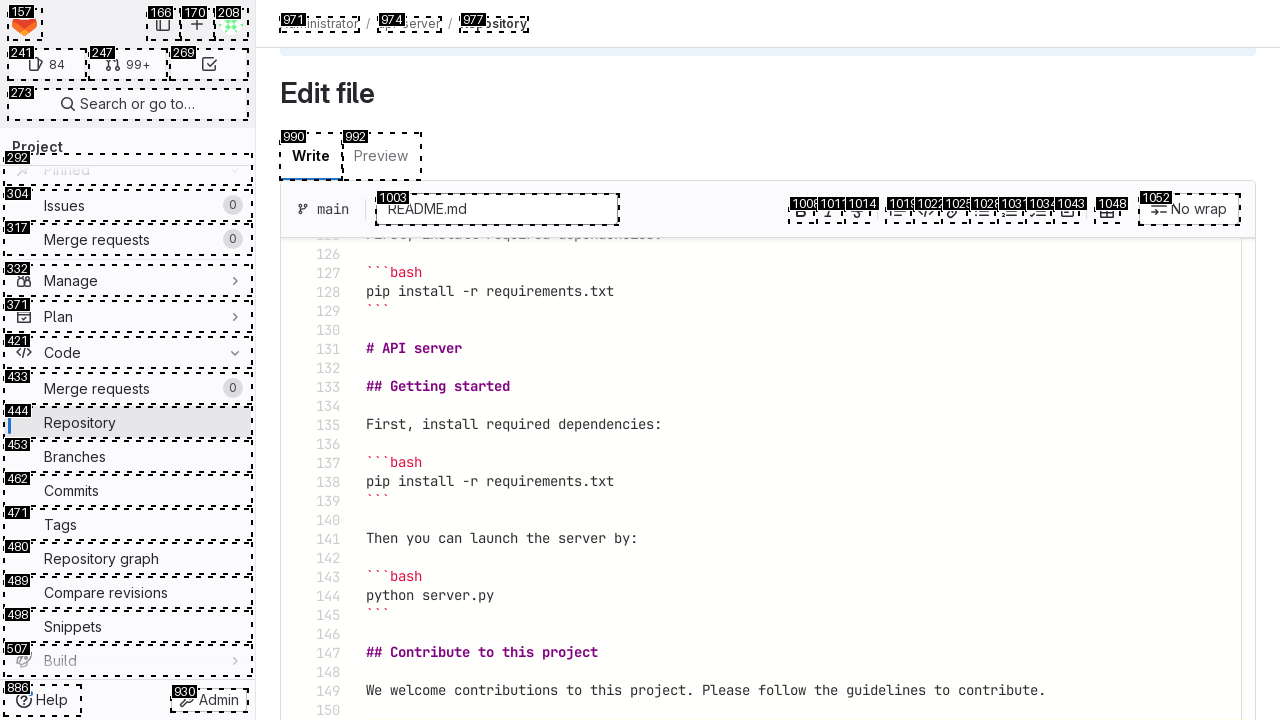 157
166
170
208
971
974
977
administrator / api-server / Repository
241
247
269
84
99+
273
Search or go to...
Edit file
Project
990
992
Write
Preview
292
Pinned
304
Issues
0
317
Merge requests
0
332
Manage
371
Plan
421
Code
433
Merge requests
0
444
Repository
453
Branches
462
Commits
471
Tags
480
Repository graph
489
Compare revisions
498
Snippets
507
Build
886
Help
930
Admin
main
1003
README.md
1008
1011
1014
1019
1022
1025
1028
1031
1034
1043
1048
1052
No wrap
First, install required dependencies:
126
127 ```bash
128 pip install -r requirements.txt
129 ```
130
131 # API server
132
133 ## Getting started
134
135 First, install required dependencies:
136
137 ```bash
138 pip install -r requirements.txt
139 ```
140
141 Then you can launch the server by:
142
143 ```bash
144 python server.py
145 ```
146
147 ## Contribute to this project
148
149 We welcome contributions to this project. Please follow the guidelines to contribute.
150